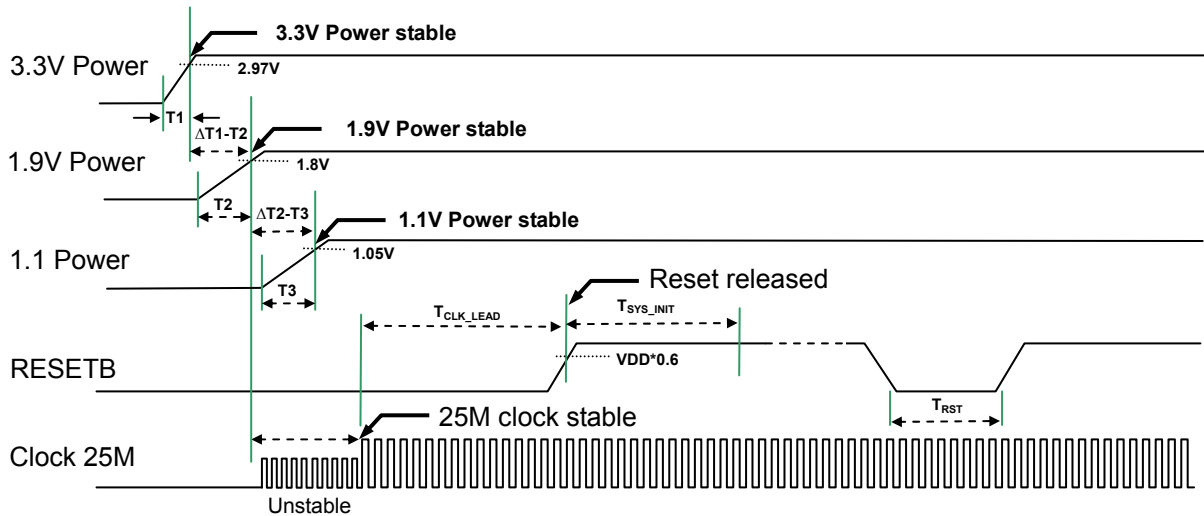 3.3V Power stable
3.3V Power
2.97V
T1
ΔT1-T2
1.9V Power stable
1.9V Power
1.8V
T2
ΔT2-T3
1.1V Power stable
1.05V
1.1 Power
T3
Reset released
TCLK_LEAD
TSYS_INIT
VDD*0.6
RESETB
TRST
25M clock stable
Clock 25M
Unstable